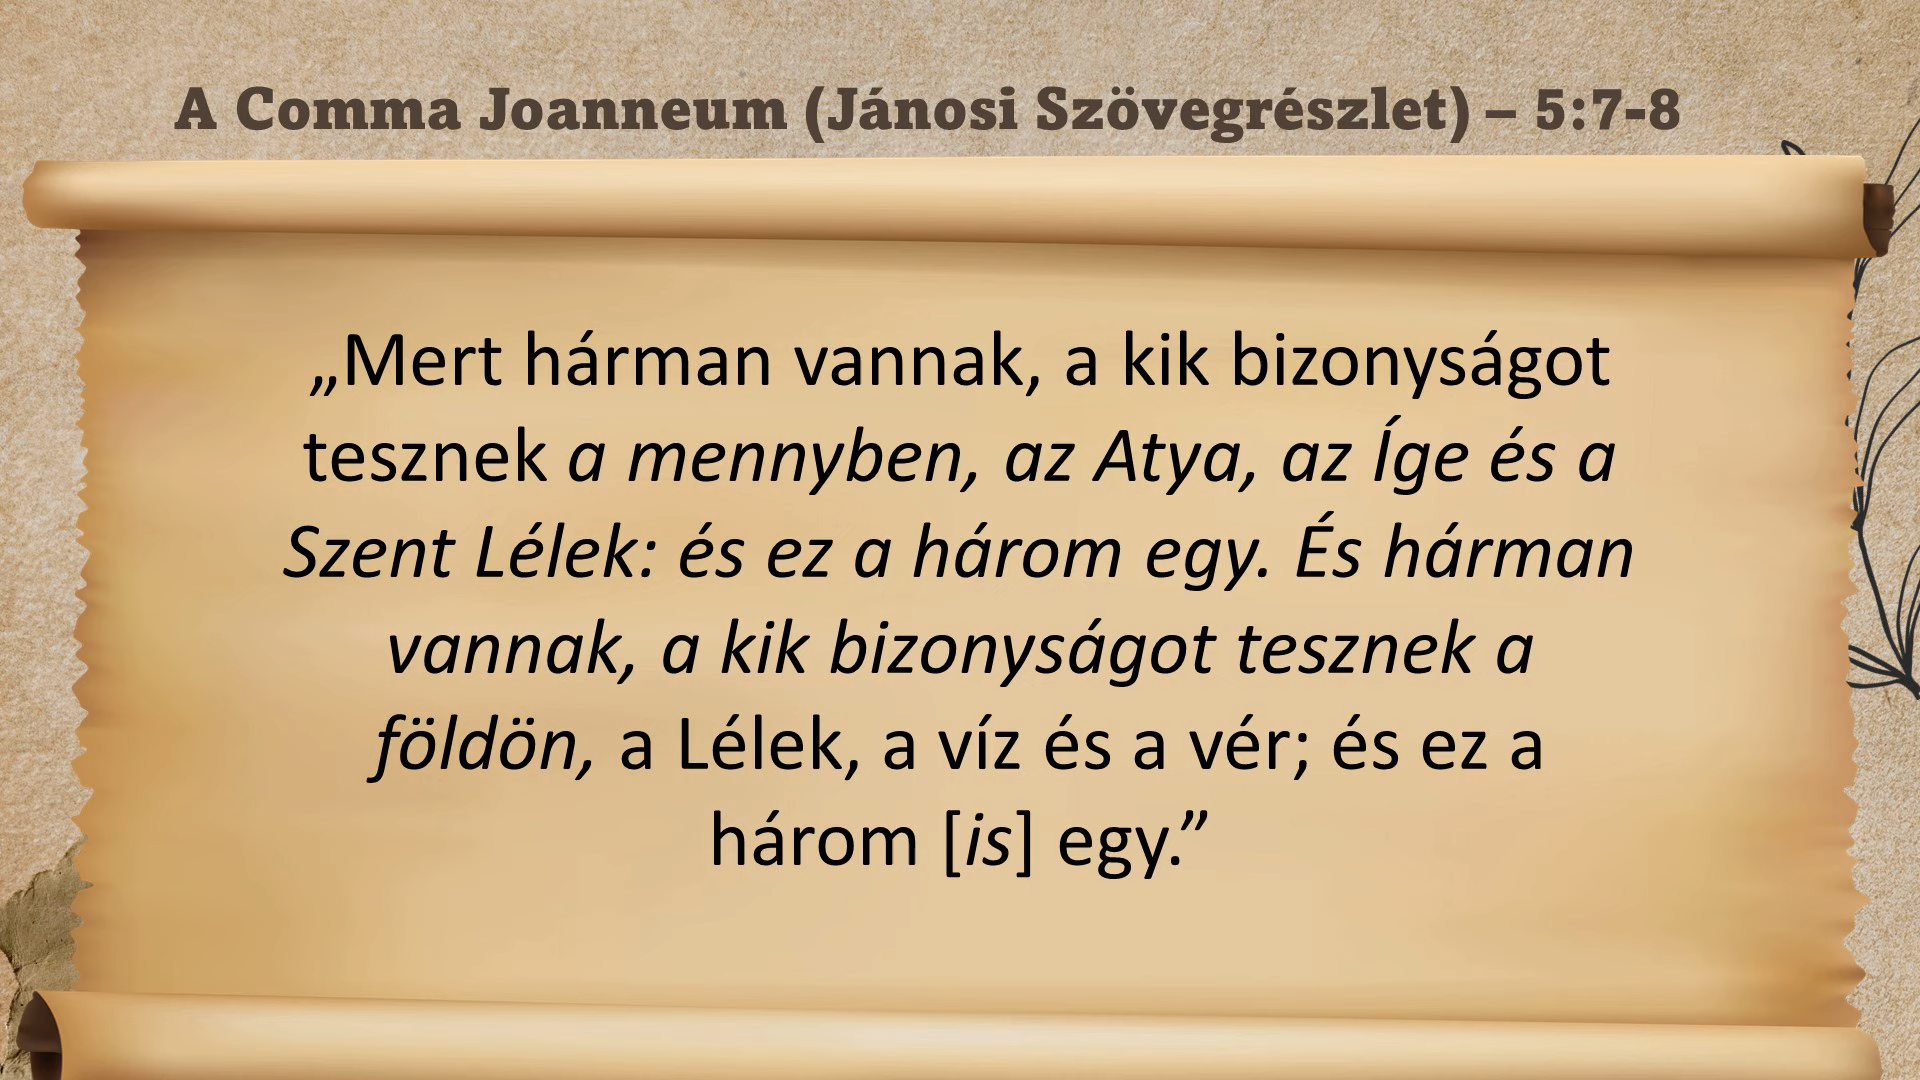 A Comma Joanneum (Jánosi Szövegrészlet) – 5:7-8
„Mert hárman vannak, a kik bizonyságot
tesznek a mennyben, az Atya, az Íge és a
Szent Lélek: és ez a három egy. És hárman
vannak, a kik bizonyságot tesznek a
földön, a Lélek, a víz és a vér; és ez a
három [is] egy.”